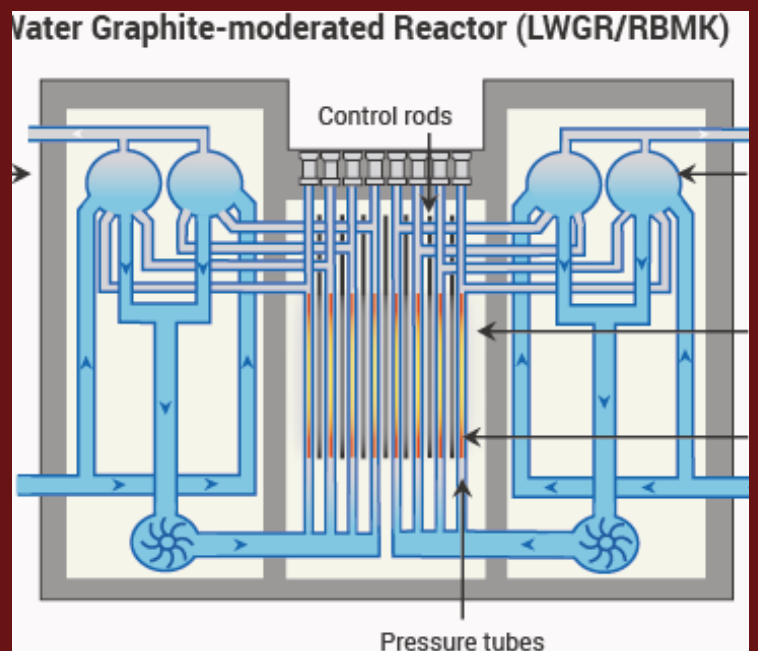 Water Graphite-moderated Reactor (LWGR/RBMK)
Control rods
Pressure tubes